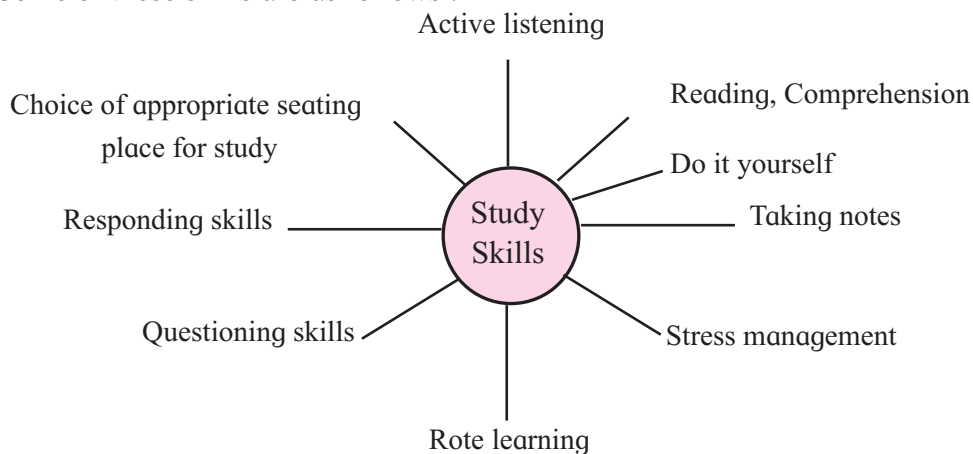 Active listening
Choice of appropriate seating
place for study
Reading, Comprehension
Do it yourself
Responding skills
Study
Skills
Taking notes
Questioning skills
Stress management
Rote learning